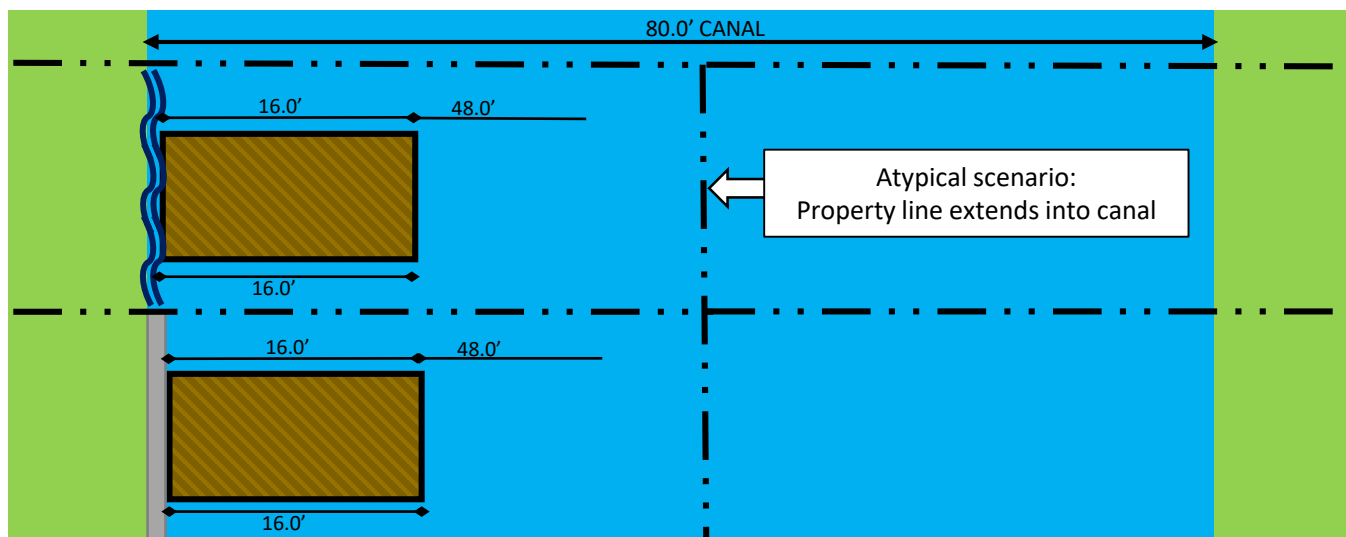 80.0’ CANAL
16.0’
48.0’
Atypical scenario:
Property line extends into canal
16.0’
16.0’
48.0’
16.0’